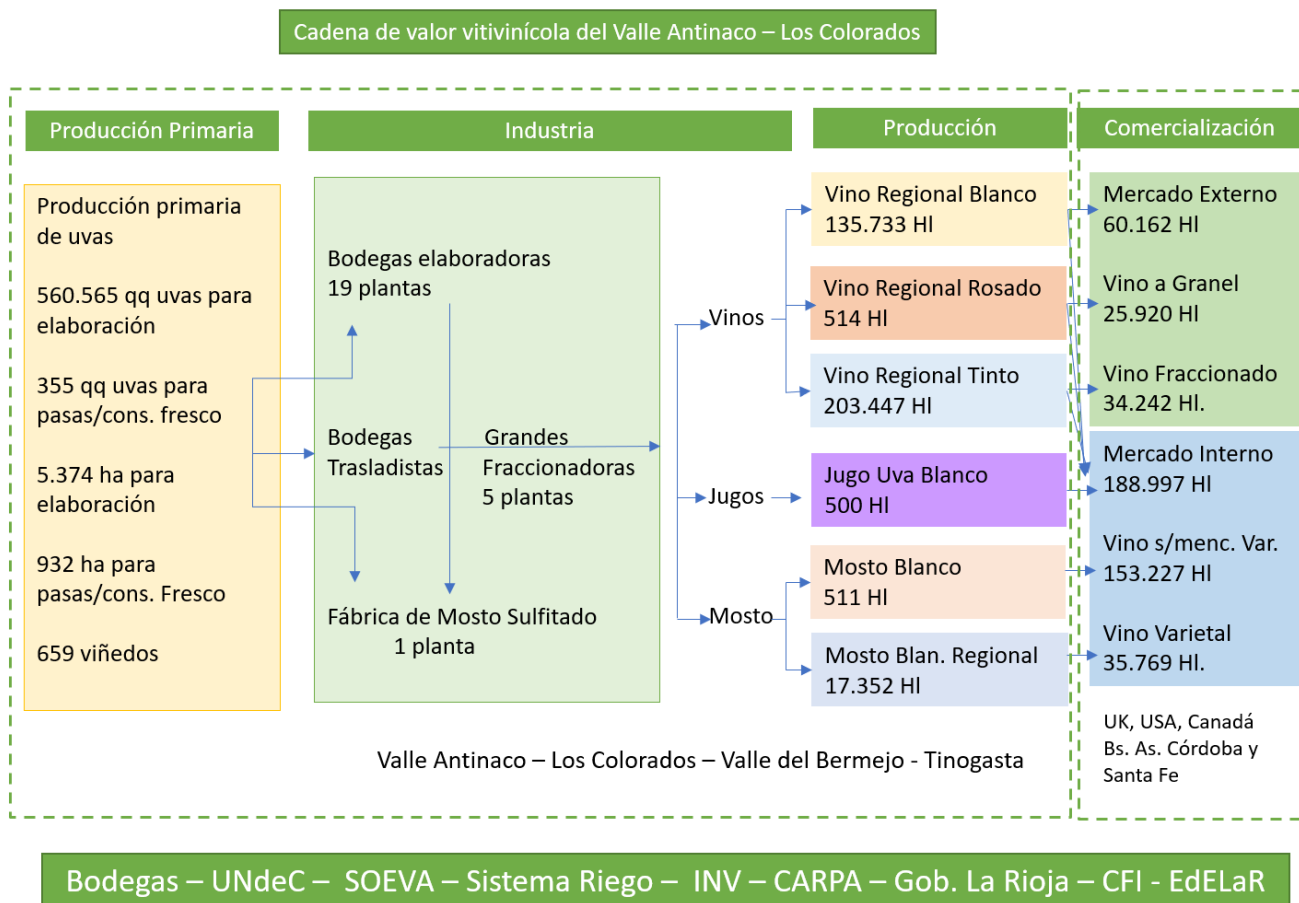 Cadena de valor vitivinícola del Valle Antinaco – Los Colorados
Producción Primaria
Industria
Producción
Comercialización
Producción primaria
de uvas
560.565 qq uvas para
elaboración
355 qq uvas para
pasas/cons. fresco
5.374 ha para
elaboración
932 ha para
pasas/cons. Fresco
659 viñedos
Bodegas elaboradoras
19 plantas
Bodegas
Trasladistas
Grandes
Fraccionadoras
5 plantas
Fábrica de Mosto Sulfitado
1 planta
Vinos
Jugos
Mosto
Vino Regional Blanco
135.733 Hl
Vino Regional Rosado
514 Hl
Vino Regional Tinto
203.447 Hl
Jugo Uva Blanco
500 Hl
Mosto Blanco
511 Hl
Mosto Blan. Regional
17.352 Hl
Mercado Externo
60.162 Hl
Vino a Granel
25.920 Hl
Vino Fraccionado
34.242 Hl.
Mercado Interno
188.997 Hl
Vino s/menc. Var.
153.227 Hl
Vino Varietal
35.769 Hl.
UK, USA, Canadá
Bs. As. Córdoba y
Santa Fe
Valle Antinaco – Los Colorados – Valle del Bermejo - Tinogasta
Bodegas – UNdeC – SOEVA – Sistema Riego – INV – CARPA – Gob. La Rioja – CFI - EdELaR